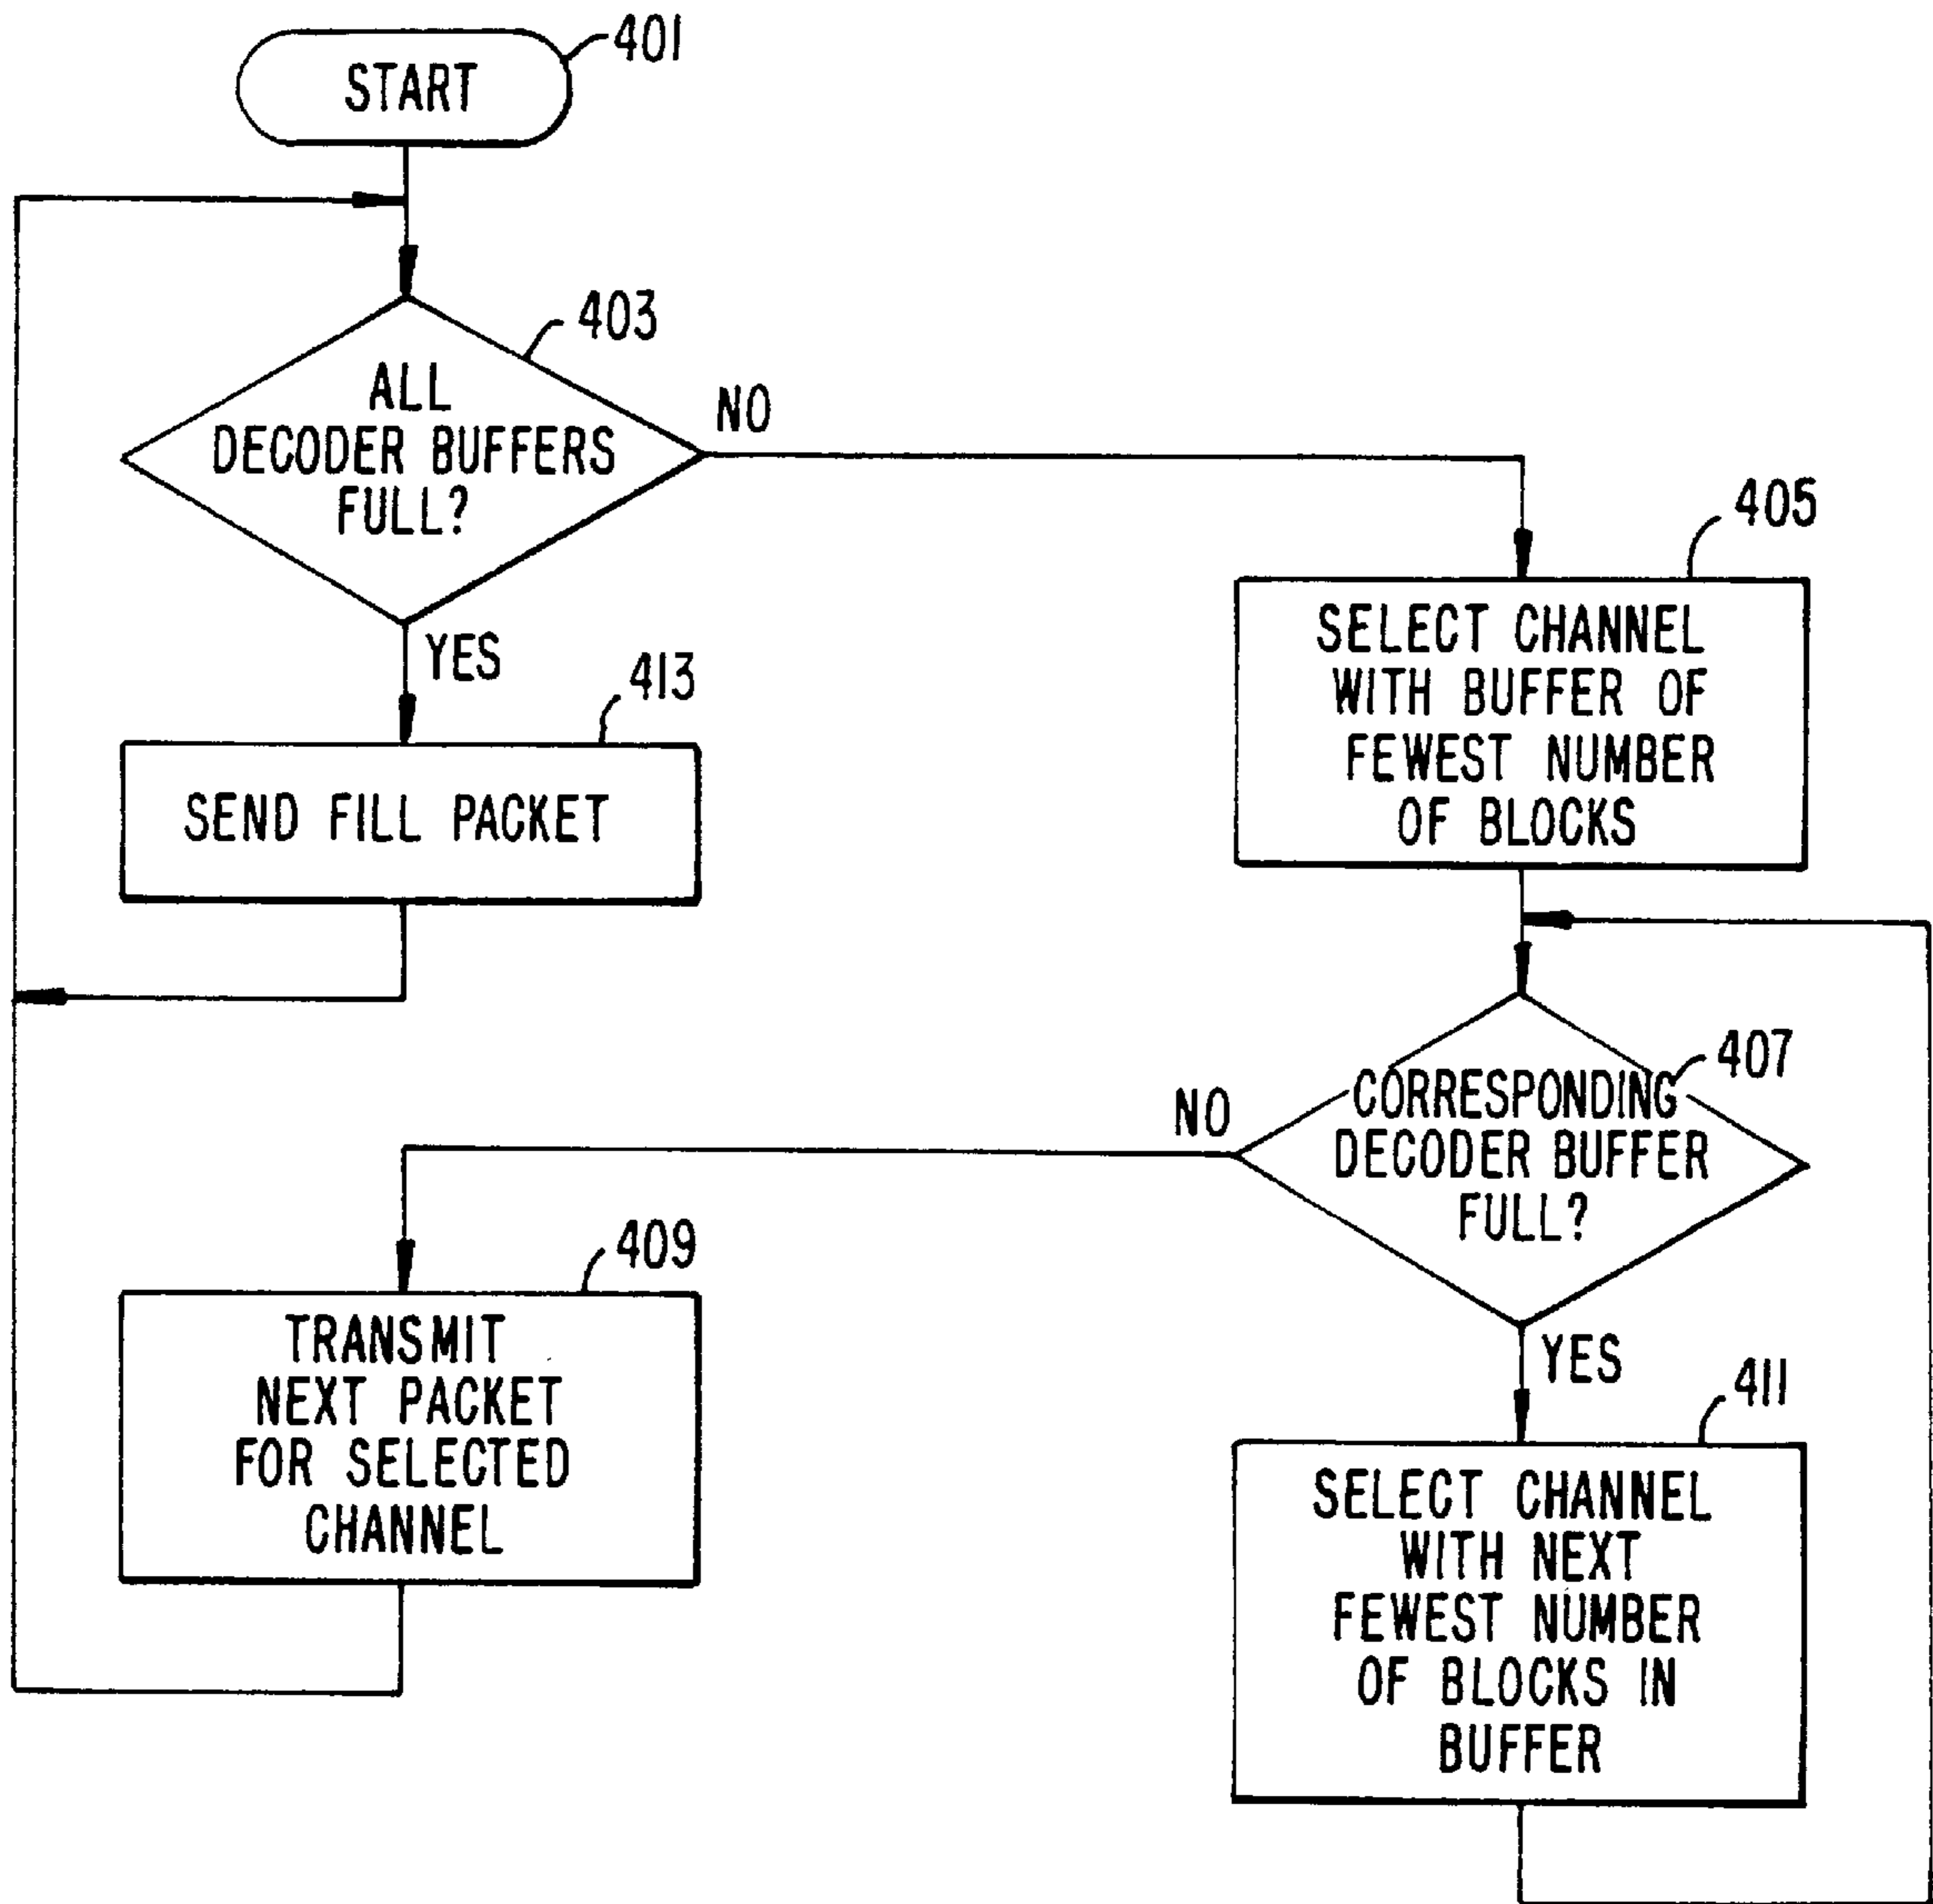 START
401
403
ALL
DECODER BUFFERS
FULL?
NO
YES
405
SELECT CHANNEL
WITH BUFFER OF
FEWEST NUMBER
OF BLOCKS
413
SEND FILL PACKET
407
CORRESPONDING
DECODER BUFFER
FULL?
NO
YES
409
TRANSMIT
NEXT PACKET
FOR SELECTED
CHANNEL
411
SELECT CHANNEL
WITH NEXT
FEWEST NUMBER
OF BLOCKS IN
BUFFER